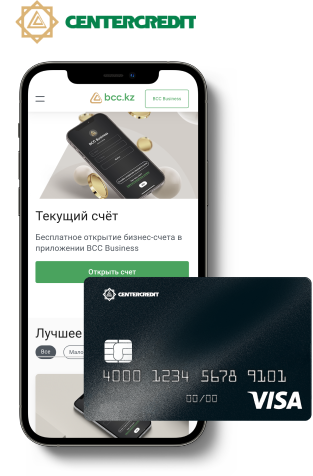 CENTERCREDIT
bcc.kz
BCC Business
BCC Business
Текущий счёт
Бесплатное открытие бизнес-счета в
приложении BCC Business
Открыть счет
Лучшее
Все
Мало
CENTERCREDIT
4000 1234 5678 9101
00/00
VISA